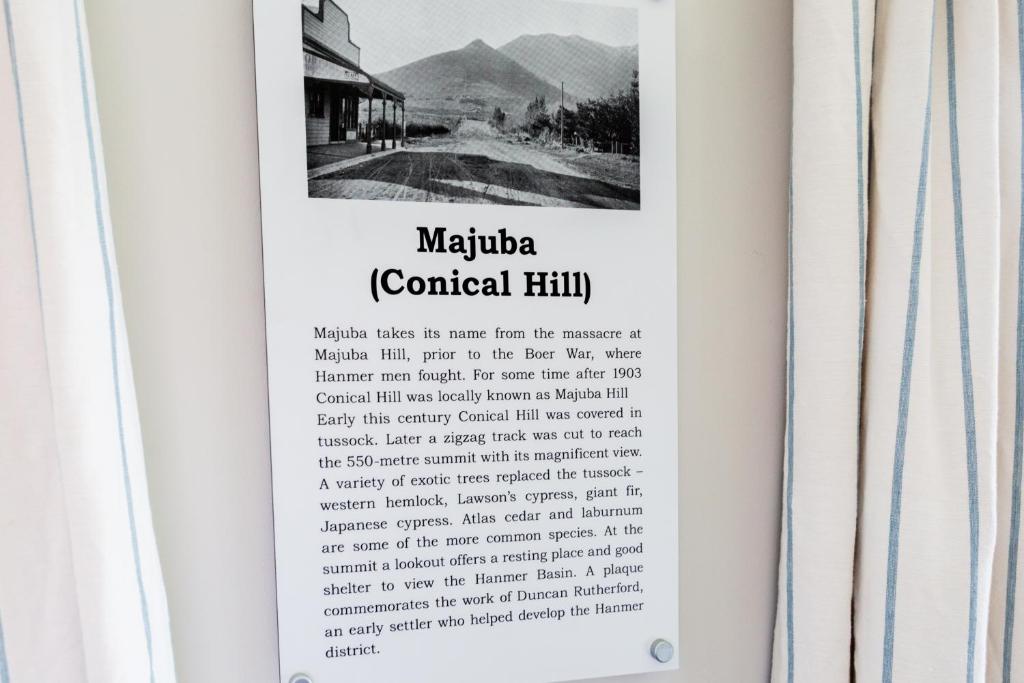 Majuba
(Conical Hill)
Majuba takes its name from the massacre at
Majuba Hill, prior to the Boer War, where
Hanmer men fought. For some time after 1903
Conical Hill was locally known as Majuba Hill
Early this century Conical Hill was covered in
tussock. Later a zigzag track was cut to reach
the 550-metre summit with its magnificent view.
A variety of exotic trees replaced the tussock –
western hemlock, Lawson's cypress, giant fir,
Japanese cypress. Atlas cedar and laburnum
are some of the more common species. At the
summit a lookout offers a resting place and good
shelter to view the Hanmer Basin. A plaque
commemorates the work of Duncan Rutherford,
an early settler who helped develop the Hanmer
district.